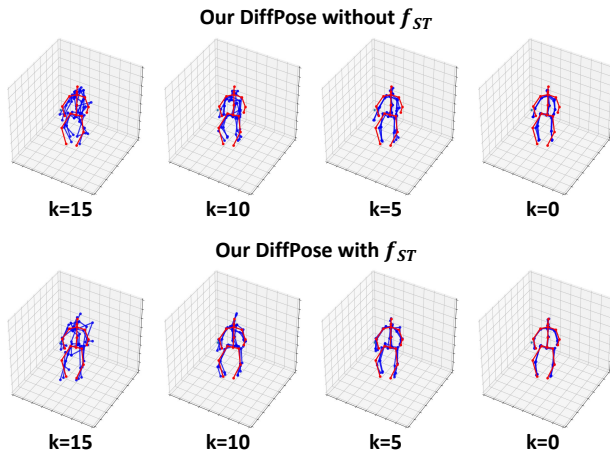 Our DiffPose without f_ST
k=15 k=10 k=5 k=0
Our DiffPose with f_ST
k=15 k=10 k=5 k=0